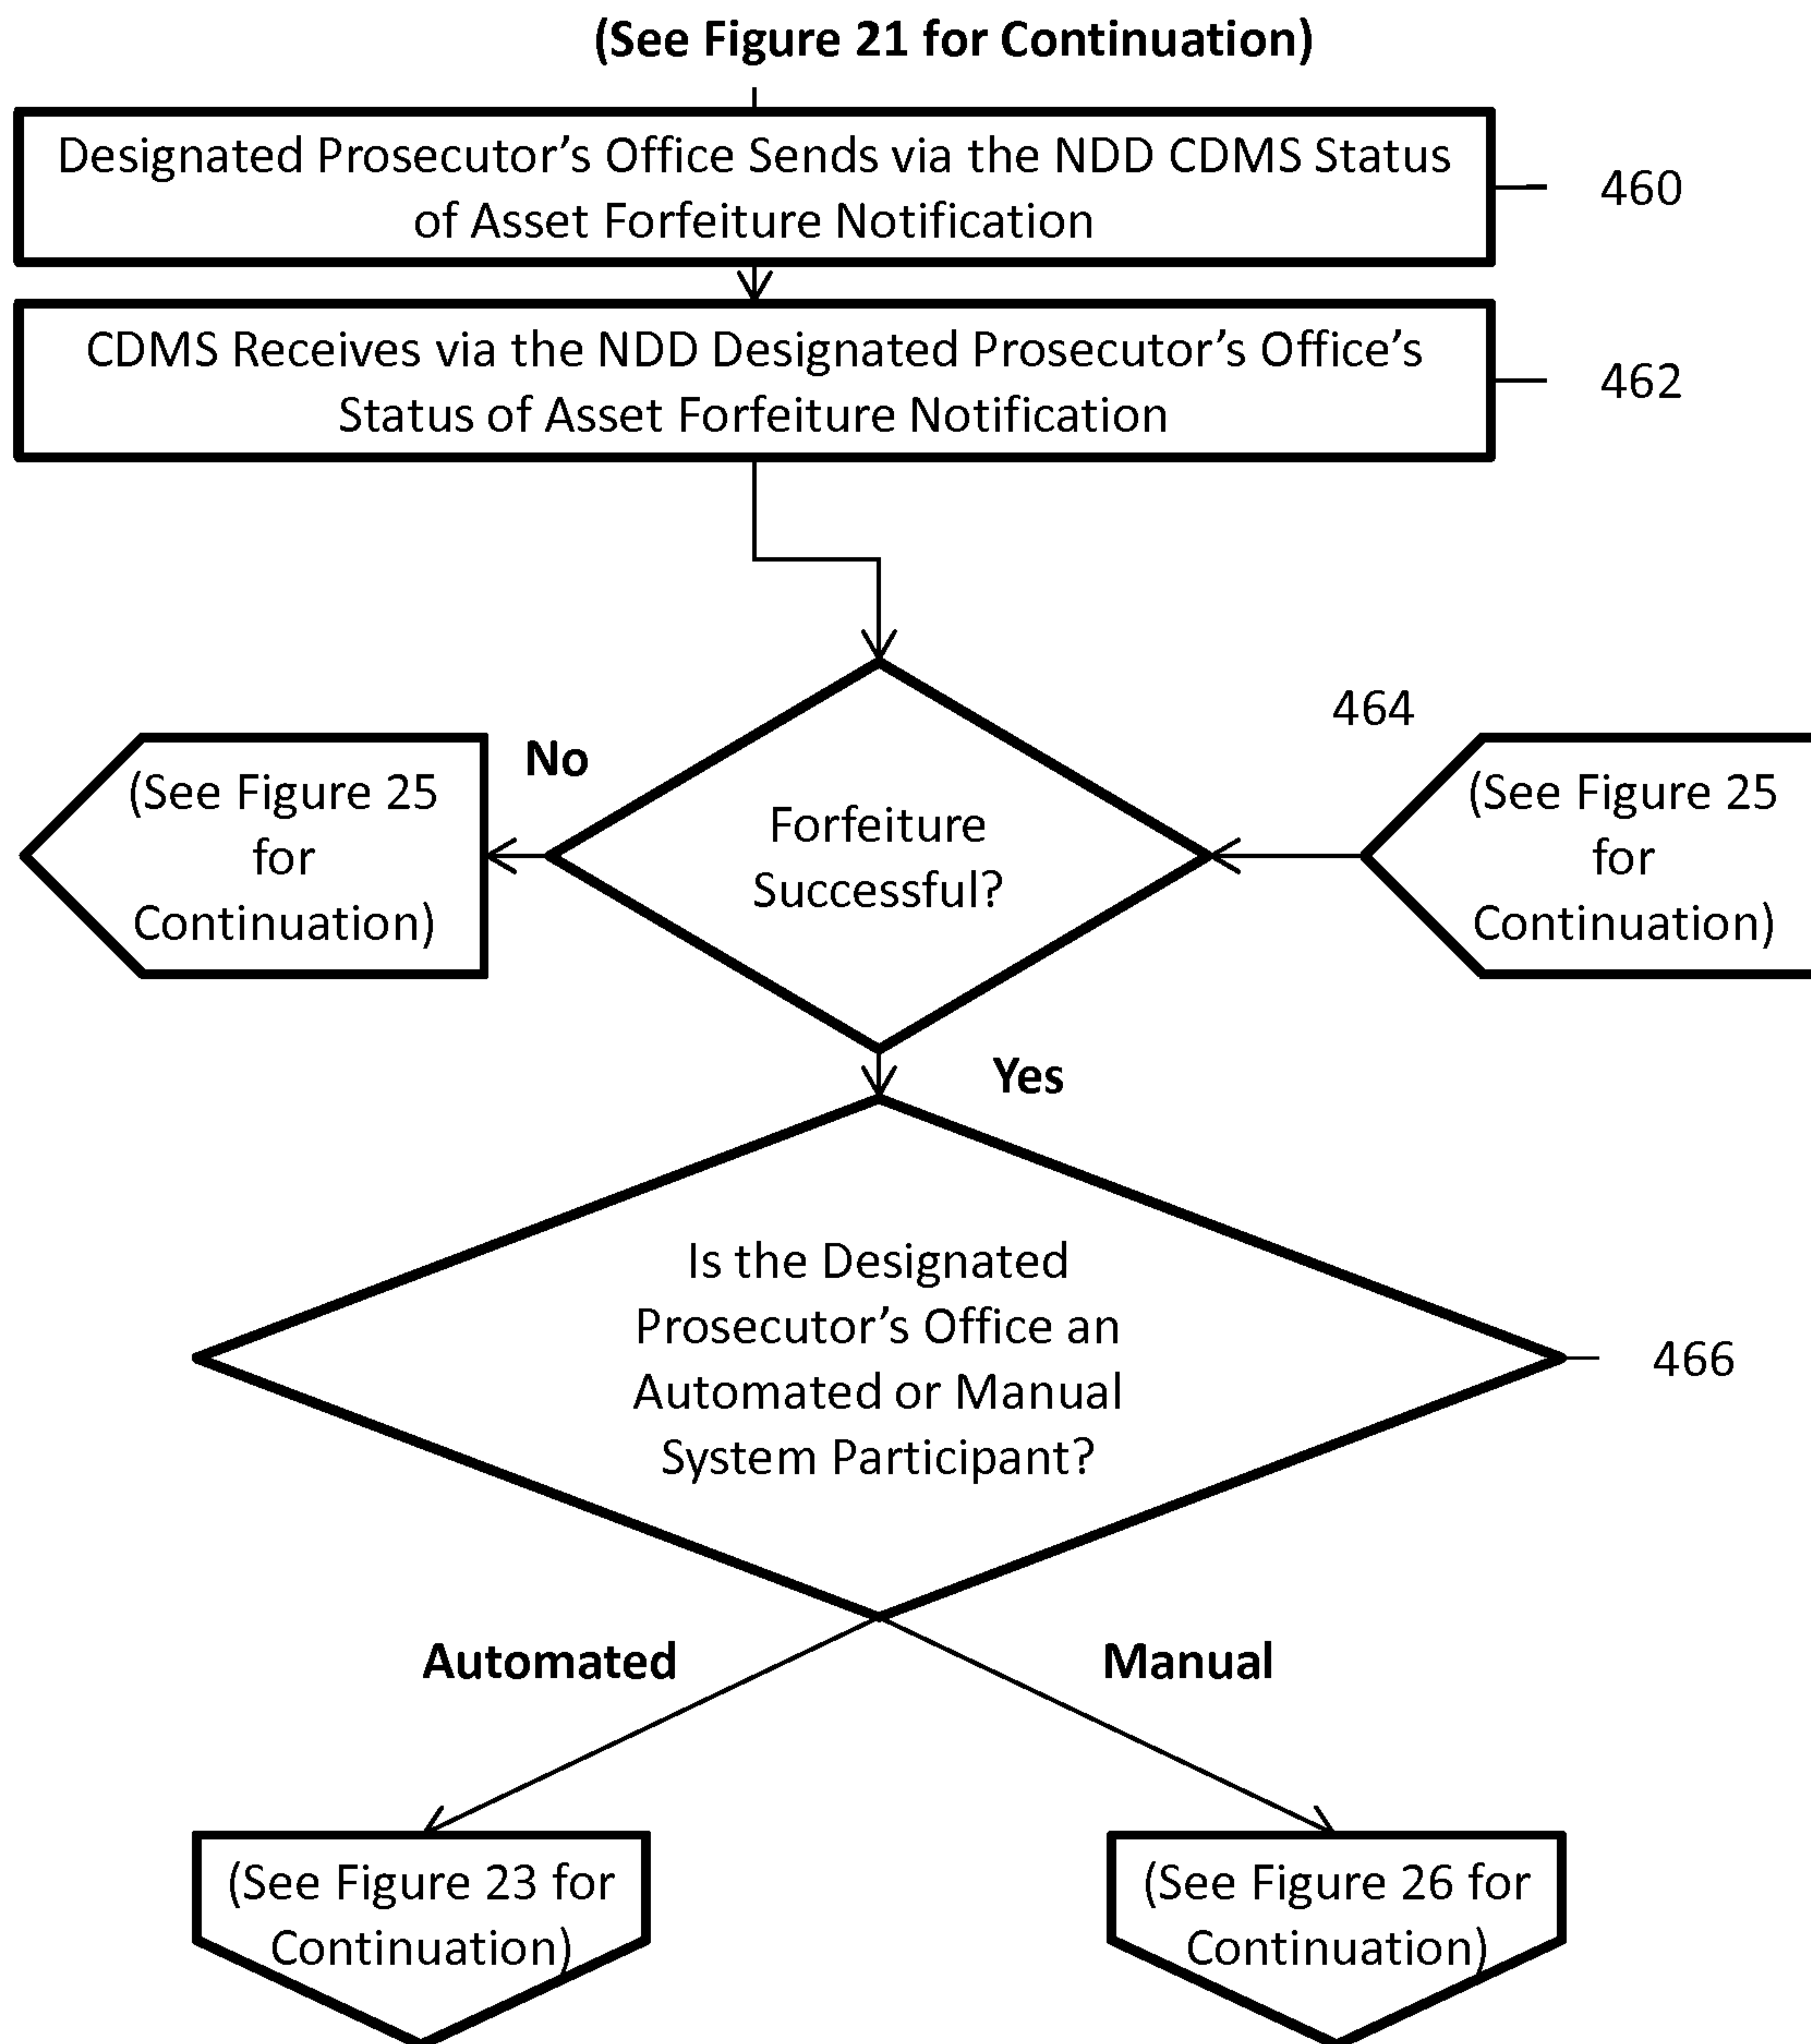 (See Figure 21 for Continuation)
Designated Prosecutor’s Office Sends via the NDD CDMS Status
of Asset Forfeiture Notification
460
CDMS Receives via the NDD Designated Prosecutor’s Office’s
Status of Asset Forfeiture Notification
462
464
No
(See Figure 25
for
Continuation)
Forfeiture
Successful?
(See Figure 25
for
Continuation)
Yes
Is the Designated
Prosecutor’s Office an
Automated or Manual
System Participant?
466
Automated
Manual
(See Figure 23 for
Continuation)
(See Figure 26 for
Continuation)